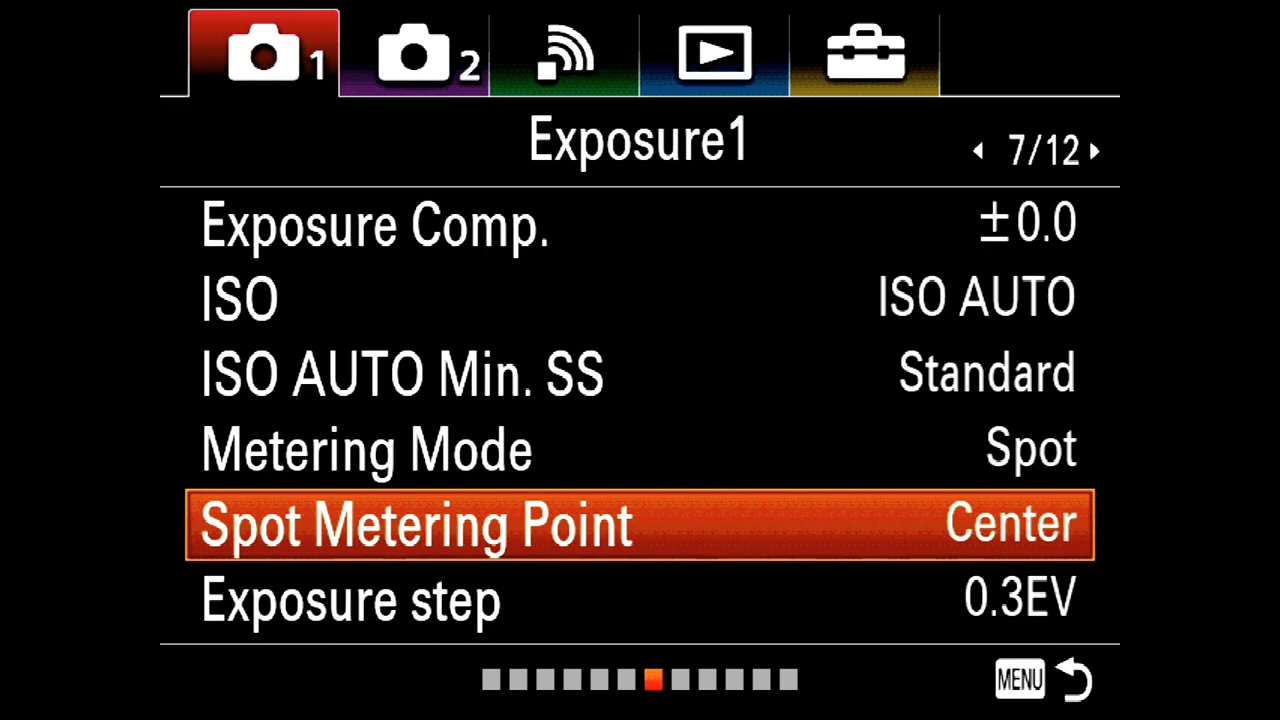 1 2
Exposure1 7/12
Exposure Comp. ±0.0
ISO ISO AUTO
ISO AUTO Min. SS Standard
Metering Mode Spot
Spot Metering Point Center
Exposure step 0.3EV
MENU